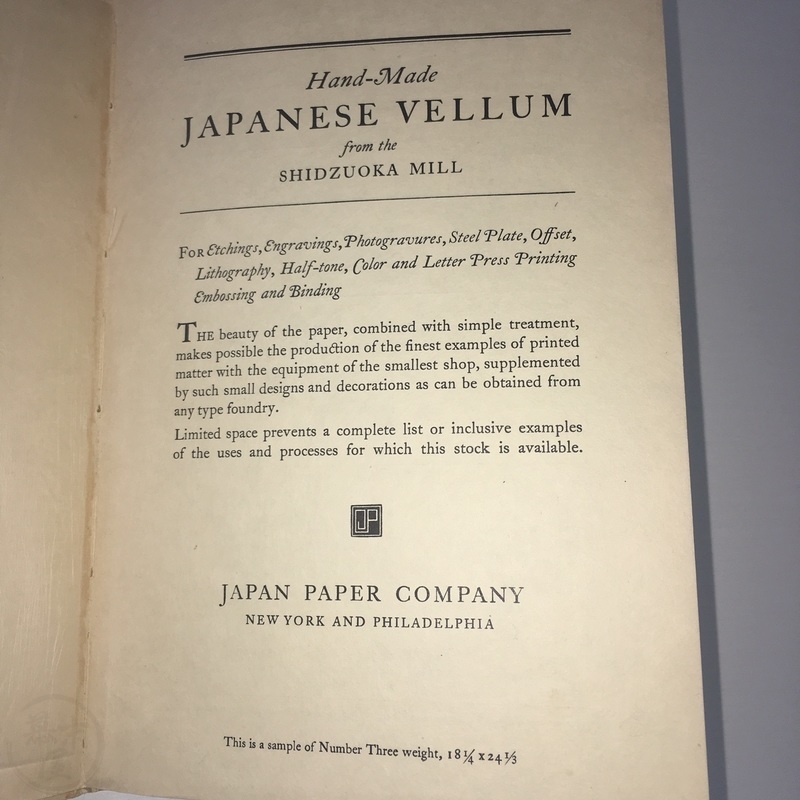 Hand-Made
JAPANESE VELLUM
from the
SHIDZUOKA MILL
FOR Etchings, Engravings, Photogravures, Steel Plate, Offset,
Lithography, Half-tone, Color and Letter Press Printing
Embossing and Binding
THE beauty of the paper, combined with simple treatment,
makes possible the production of the finest examples of printed
matter with the equipment of the smallest shop, supplemented
by such small designs and decorations as can be obtained from
any type foundry.
Limited space prevents a complete list or inclusive examples
of the uses and processes for which this stock is available.
JP
JAPAN PAPER COMPANY
NEW YORK AND PHILADELPHIA
This is a sample of Number Three weight, 18 ¼ x 24 ⅓